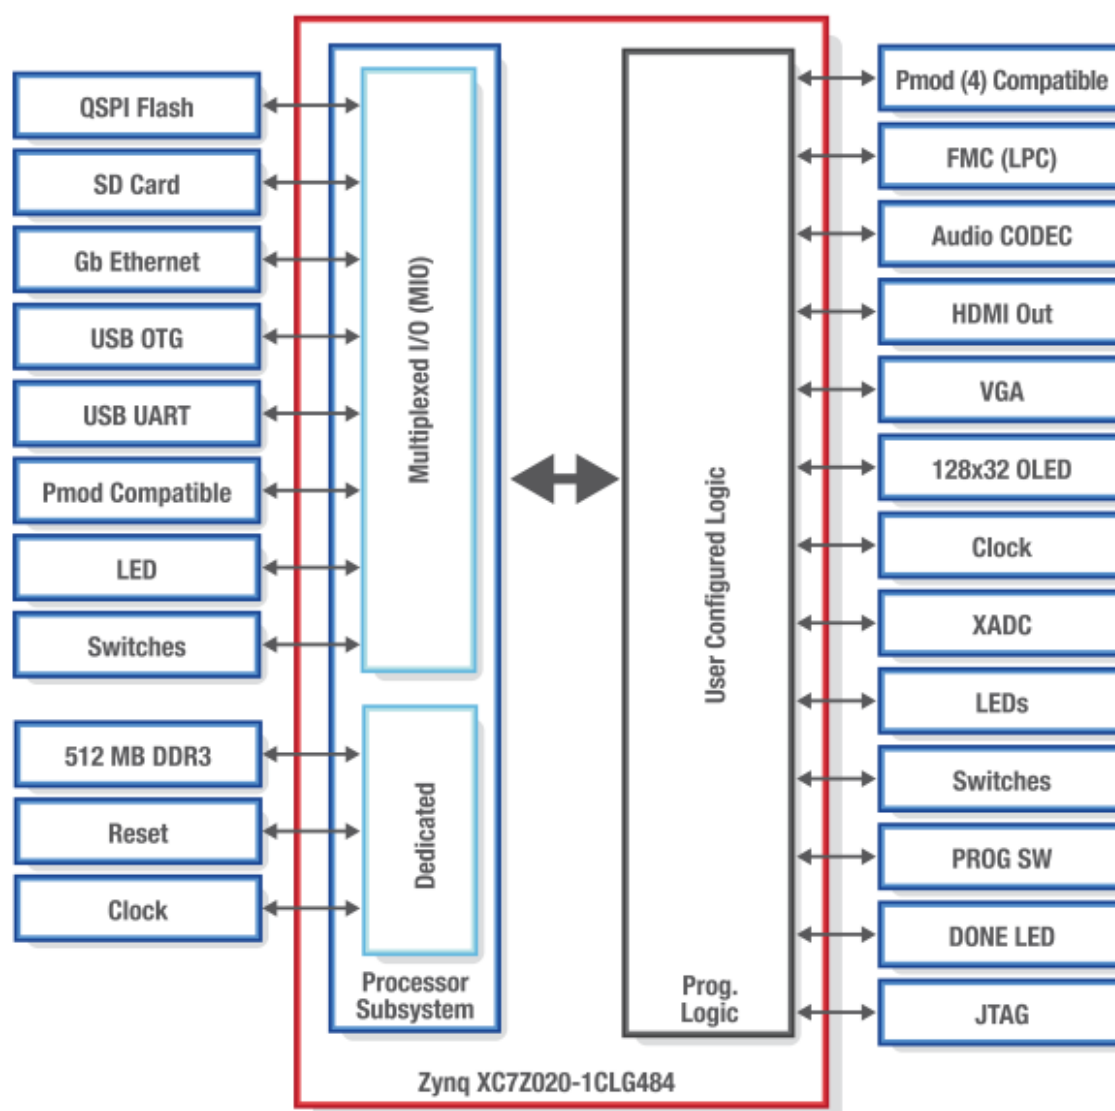 QSPI Flash
SD Card
Gb Ethernet
USB OTG
USB UART
Pmod Compatible
LED
Switches
512 MB DDR3
Reset
Clock
Multiplexed I/O (MIO)
Dedicated
Processor
Subsystem
User Configured Logic
Prog.
Logic
Zynq XC7Z020-1CLG484
Pmod (4) Compatible
FMC (LPC)
Audio CODEC
HDMI Out
VGA
128x32 OLED
Clock
XADC
LEDs
Switches
PROG SW
DONE LED
JTAG